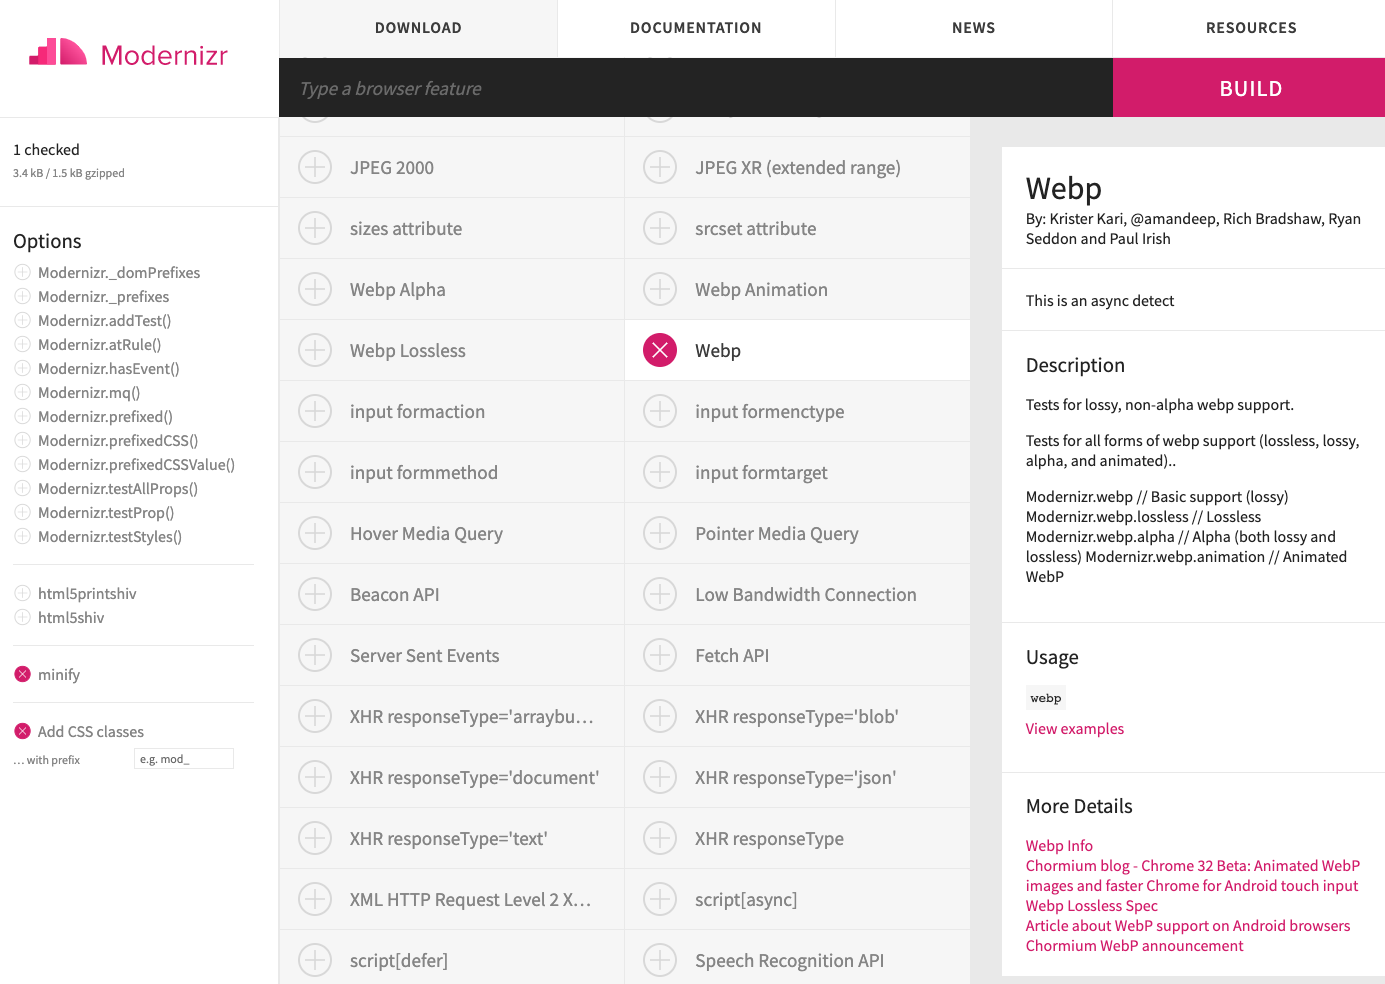 Modernizr
DOWNLOAD
DOCUMENTATION
NEWS
RESOURCES
Type a browser feature
BUILD
1 checked
3.4 kB / 1.5 kB gzipped
Options
Modernizr._domPrefixes
Modernizr._prefixes
Modernizr.addTest()
Modernizr.atRule()
Modernizr.hasEvent()
Modernizr.mq()
Modernizr.prefixed()
Modernizr.prefixedCSS()
Modernizr.prefixedCSSValue()
Modernizr.testAllProps()
Modernizr.testProp()
Modernizr.testStyles()
html5printshiv
html5shiv
minify
Add CSS classes
... with prefix
e.g. mod_
JPEG 2000
JPEG XR (extended range)
sizes attribute
srcset attribute
Webp Alpha
Webp Animation
Webp Lossless
Webp
input formaction
input formenctype
input formmethod
input formtarget
Hover Media Query
Pointer Media Query
Beacon API
Low Bandwidth Connection
Server Sent Events
Fetch API
XHR responseType='arraybu...
XHR responseType='blob'
XHR responseType='document'
XHR responseType='json'
XHR responseType='text'
XHR responseType
XML HTTP Request Level 2 X...
script[async]
script[defer]
Speech Recognition API
Webp
By: Krister Kari, @amandeep, Rich Bradshaw, Ryan
Seddon and Paul Irish
This is an async detect
Description
Tests for lossy, non-alpha webp support.
Tests for all forms of webp support (lossless, lossy,
alpha, and animated)..
Modernizr.webp // Basic support (lossy)
Modernizr.webp.lossless // Lossless
Modernizr.webp.alpha // Alpha (both lossy and
lossless) Modernizr.webp.animation // Animated
WebP
Usage
webp
View examples
More Details
Webp Info
Chormium blog - Chrome 32 Beta: Animated WebP
images and faster Chrome for Android touch input
Webp Lossless Spec
Article about WebP support on Android browsers
Chormium WebP announcement